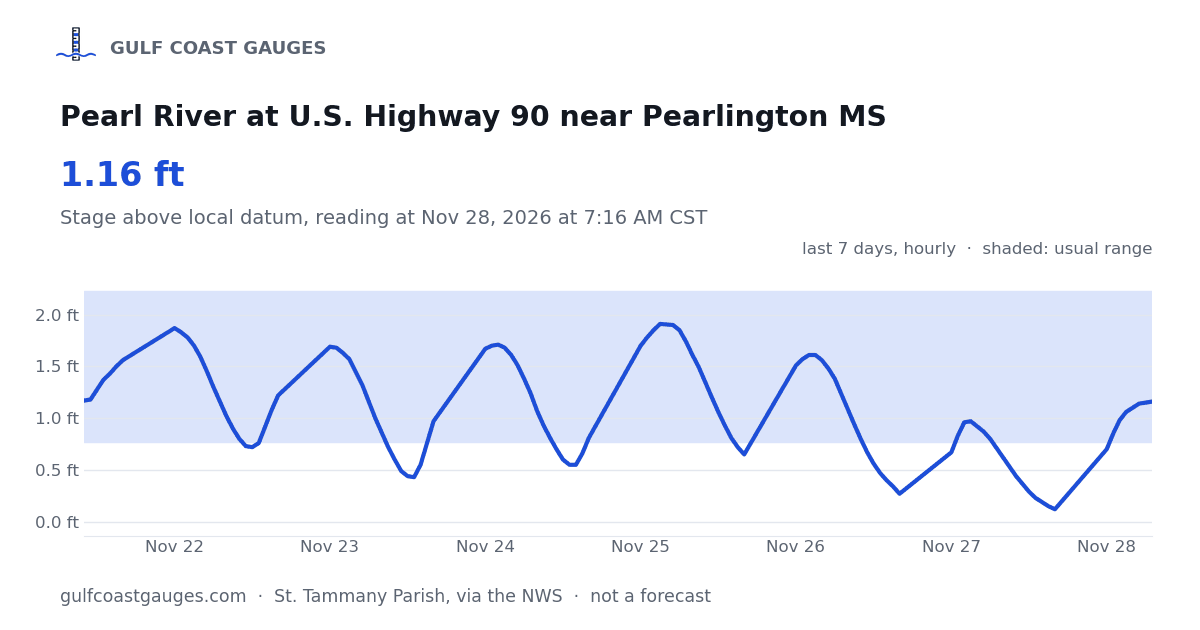 GULF COAST GAUGES
Pearl River at U.S. Highway 90 near Pearlington MS
1.16 ft
Stage above local datum, reading at Nov 28, 2026 at 7:16 AM CST
last 7 days, hourly · shaded: usual range
2.0 ft
1.5 ft
1.0 ft
0.5 ft
0.0 ft
Nov 22 Nov 23 Nov 24 Nov 25 Nov 26 Nov 27 Nov 28
gulfcoastgauges.com · St. Tammany Parish, via the NWS · not a forecast